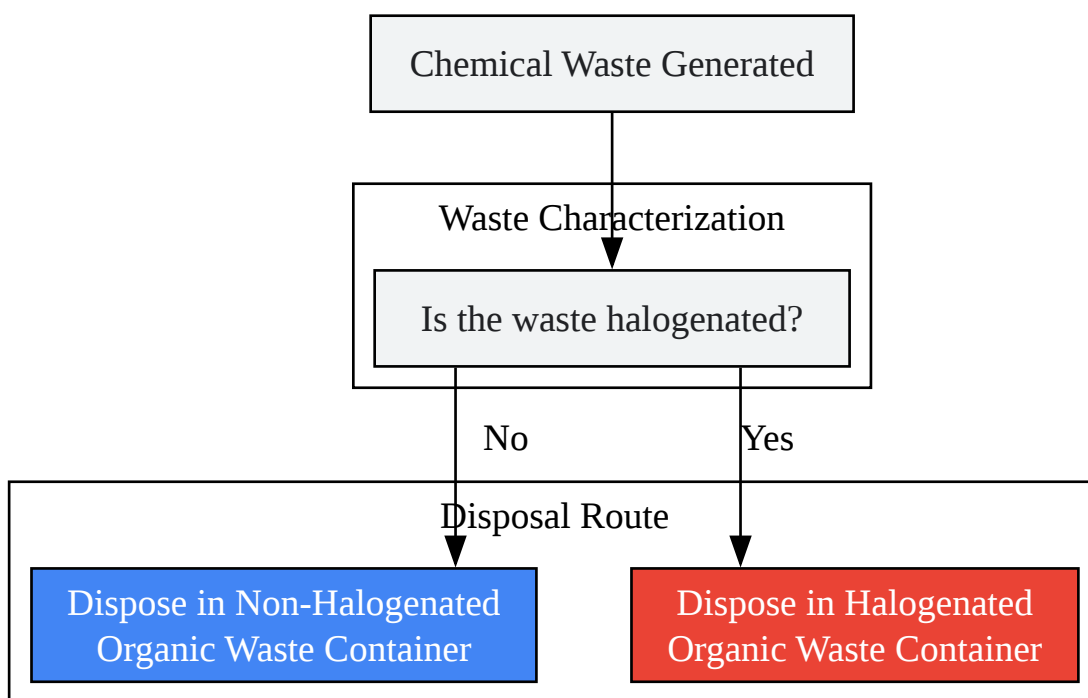 Chemical Waste Generated
Waste Characterization
Is the waste halogenated?
No
Yes
Disposal Route
Dispose in Non-Halogenated
Organic Waste Container
Dispose in Halogenated
Organic Waste Container